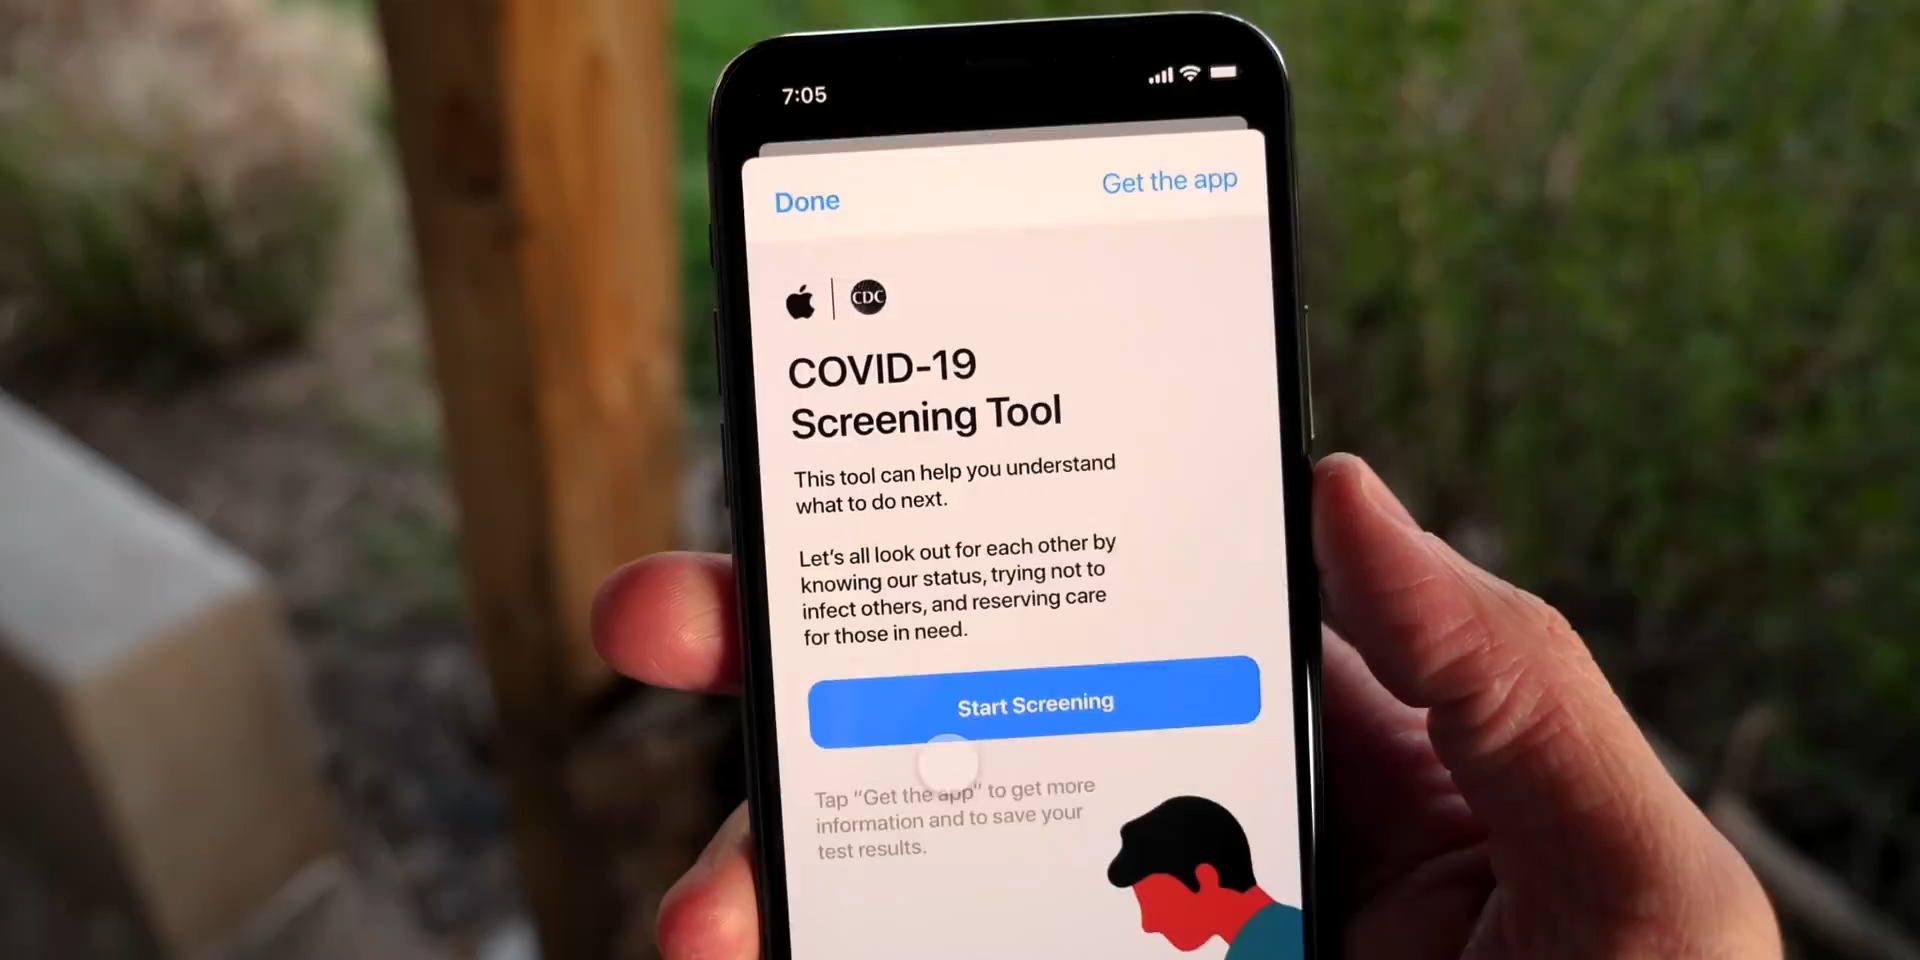 7:05
Done
Get the app
CDC
COVID-19
Screening Tool
This tool can help you understand
what to do next.
Let's all look out for each other by
knowing our status, trying not to
infect others, and reserving care
for those in need.
Start Screening
Tap "Get the app" to get more
information and to save your
test results.